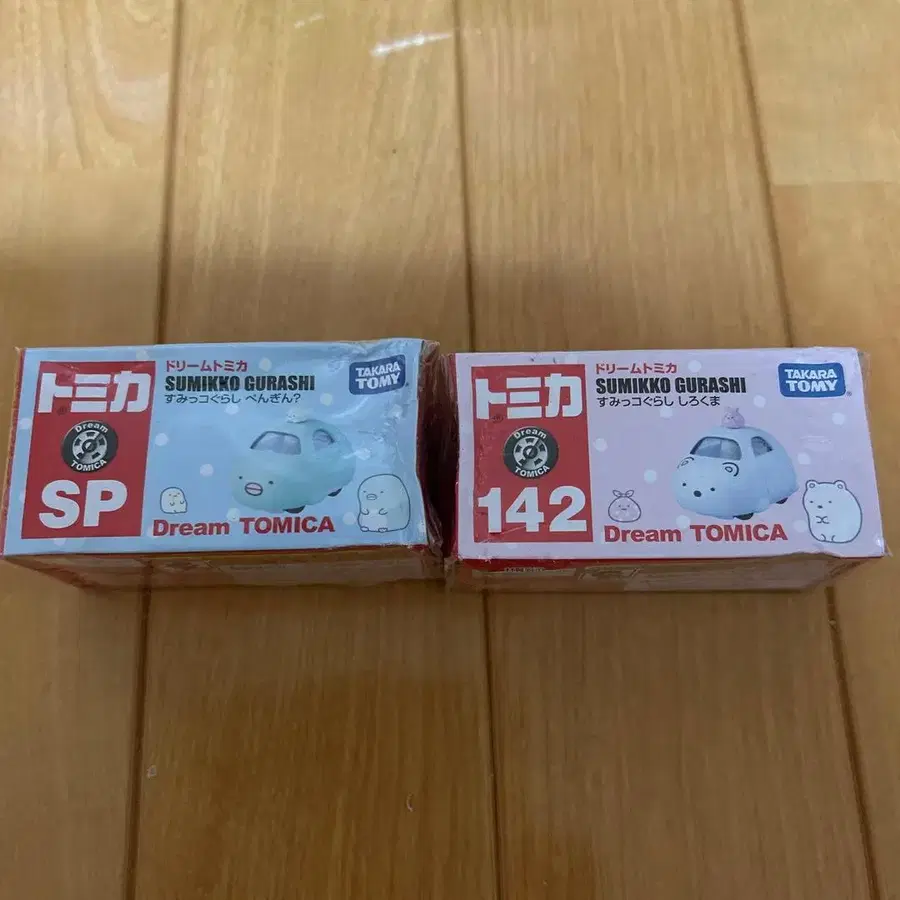 トミカ
Dream
TOMICA
SP
ドリームトミカ
SUMIKKO GURASHI
すみっコぐらし ぺんぎん?
TAKARA
TOMY
Dream TOMICA
トミカ
Dream
TOMICA
142
ドリームトミカ
SUMIKKO GURASHI
すみっコぐらし しろくま
TAKARA
TOMY
Dream TOMICA